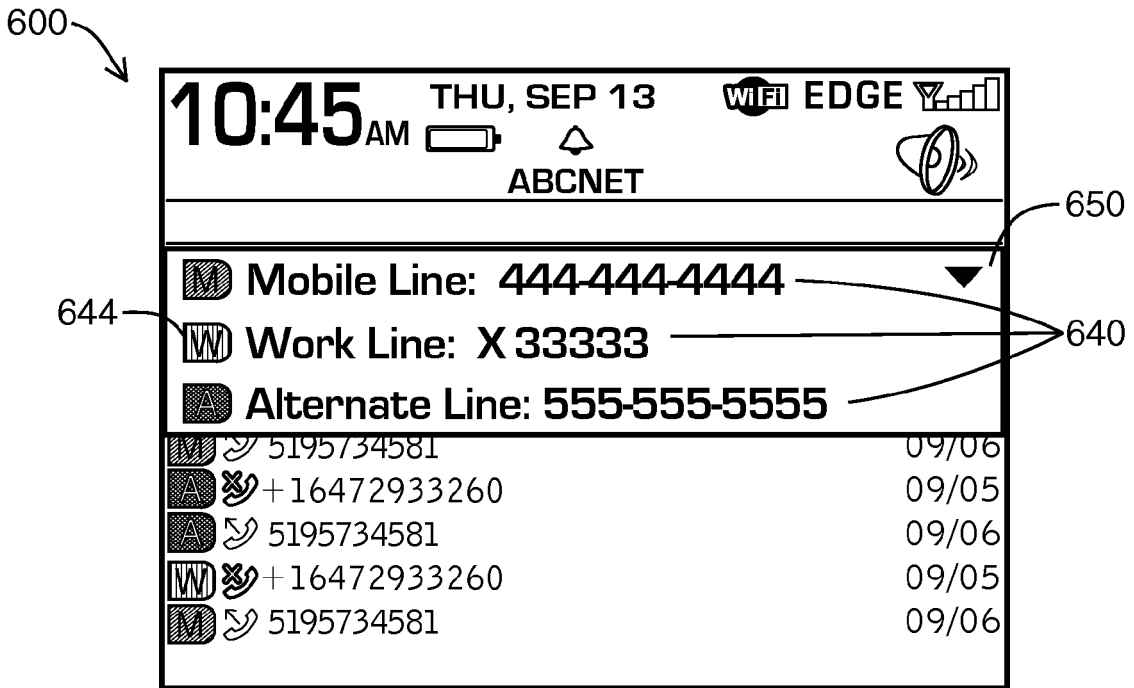 600
10:45 AM THU, SEP 13 WiFi EDGE
ABCNET
650
M Mobile Line: 444-444-4444
644 W Work Line: X 33333 640
A Alternate Line: 555-555-5555
M 5195734581 09/06
A +16472933260 09/05
A 5195734581 09/06
W +16472933260 09/05
M 5195734581 09/06